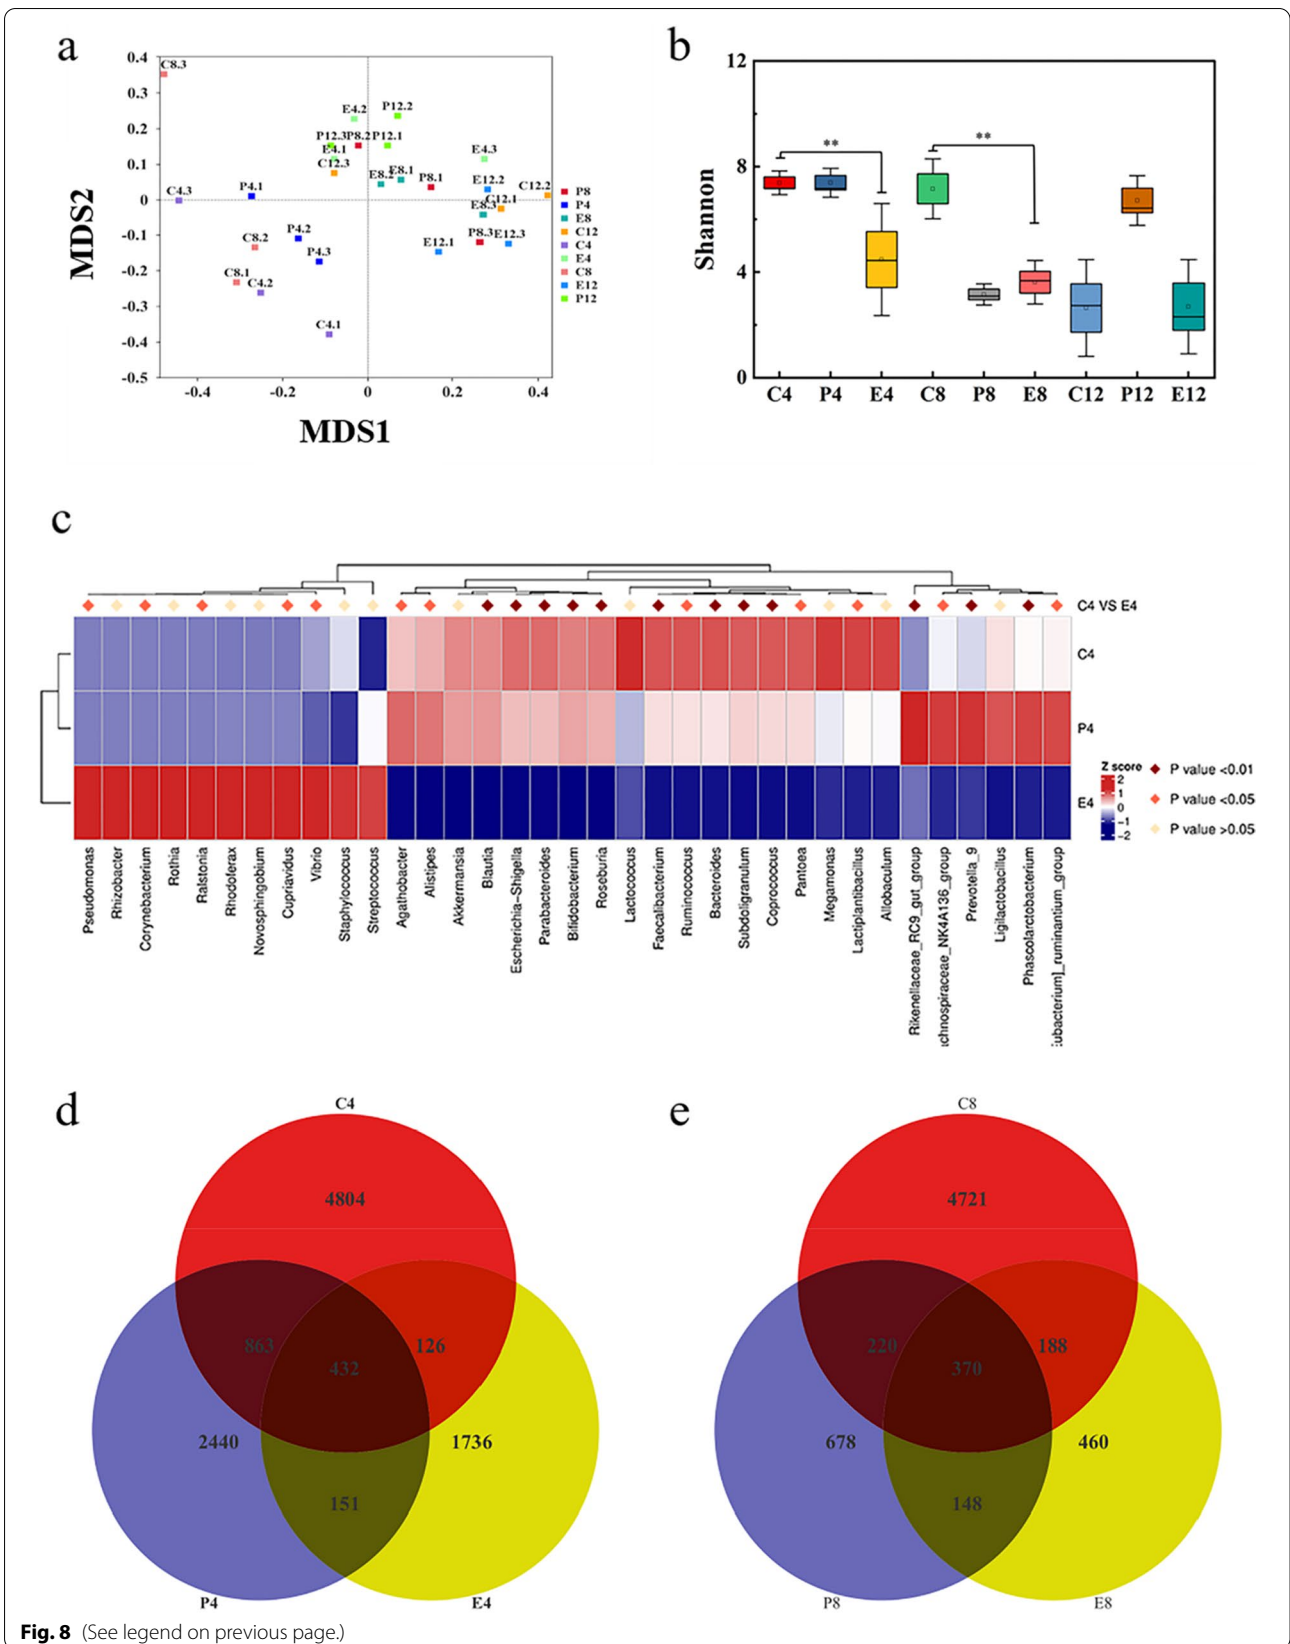 a
MDS2
0.4
0.3
0.2
0.1
0
-0.1
-0.2
-0.3
-0.4
-0.5
-0.4
-0.2
0
0.2
0.4
MDS1
C8.3
E4.2
P12.2
P12.3
P8.2
P12.1
E4.1
C12.3
E4.3
E8.2
E8.1
P8.1
E12.2
C12.2
C4.3
P4.1
E8.3
C12.1
P4.2
C8.2
P4.3
P8.3
E12.3
E12.1
C8.1
C4.2
C4.1
P8
P4
E8
C12
C4
E4
C8
E12
P12
b
Shannon
12
8
4
0
**
**
C4 P4 E4 C8 P8 E8 C12 P12 E12
c
C4 VS E4
C4
P4
E4
Z score
2
1
0
−1
−2
P value <0.01
P value <0.05
P value >0.05
Pseudomonas
Rhizobacter
Corynebacterium
Rothia
Ralstonia
Rhodoferax
Novosphingobium
Cupriavidus
Vibrio
Staphylococcus
Streptococcus
Agathobacter
Alistipes
Akkermansia
Blautia
Escherichia−Shigella
Parabacteroides
Bifidobacterium
Roseburia
Lactococcus
Faecalibacterium
Ruminococcus
Bacteroides
Subdoligranulum
Coprococcus
Pantoea
Megamonas
Lactiplantibacillus
Allobaculum
Rikenellaceae_RC9_gut_group
achnospiraceae_NK4A136_group
Prevotella_9
Ligilactobacillus
Phascolarctobacterium
Eubacterium]_ruminantium_group
d
C4
4804
863
126
432
2440
1736
151
P4
E4
e
C8
4721
220
188
370
678
460
148
P8
E8
Fig. 8 (See legend on previous page.)